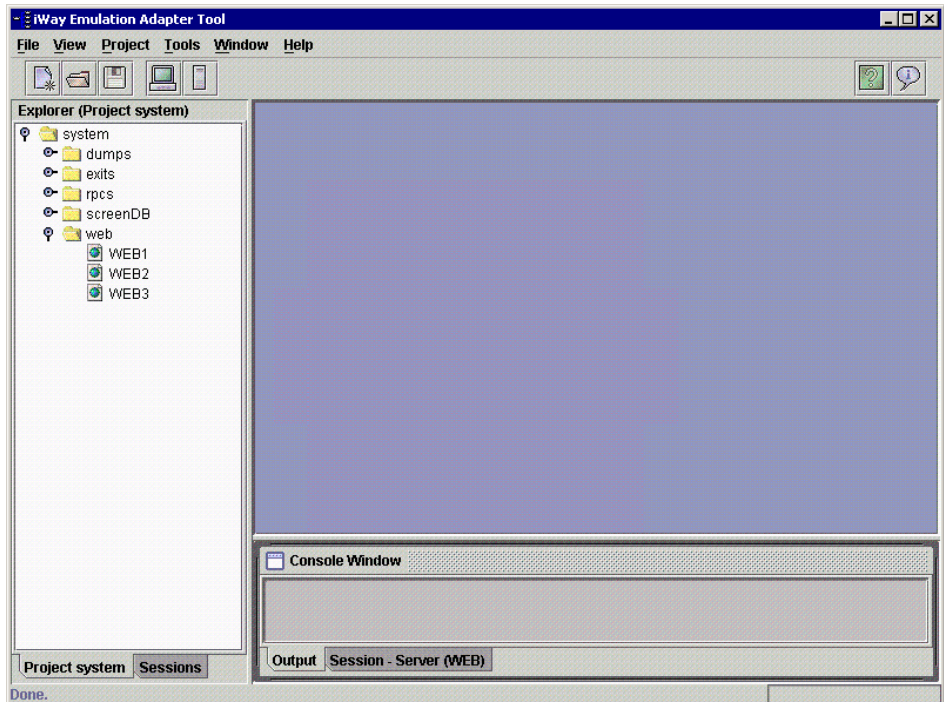 iWay Emulation Adapter Tool
File View Project Tools Window Help
Explorer (Project system)
system
dumps
exits
rpcs
screenDB
web
WEB1
WEB2
WEB3
Console Window
Output Session - Server (WEB)
Project system Sessions
Done.